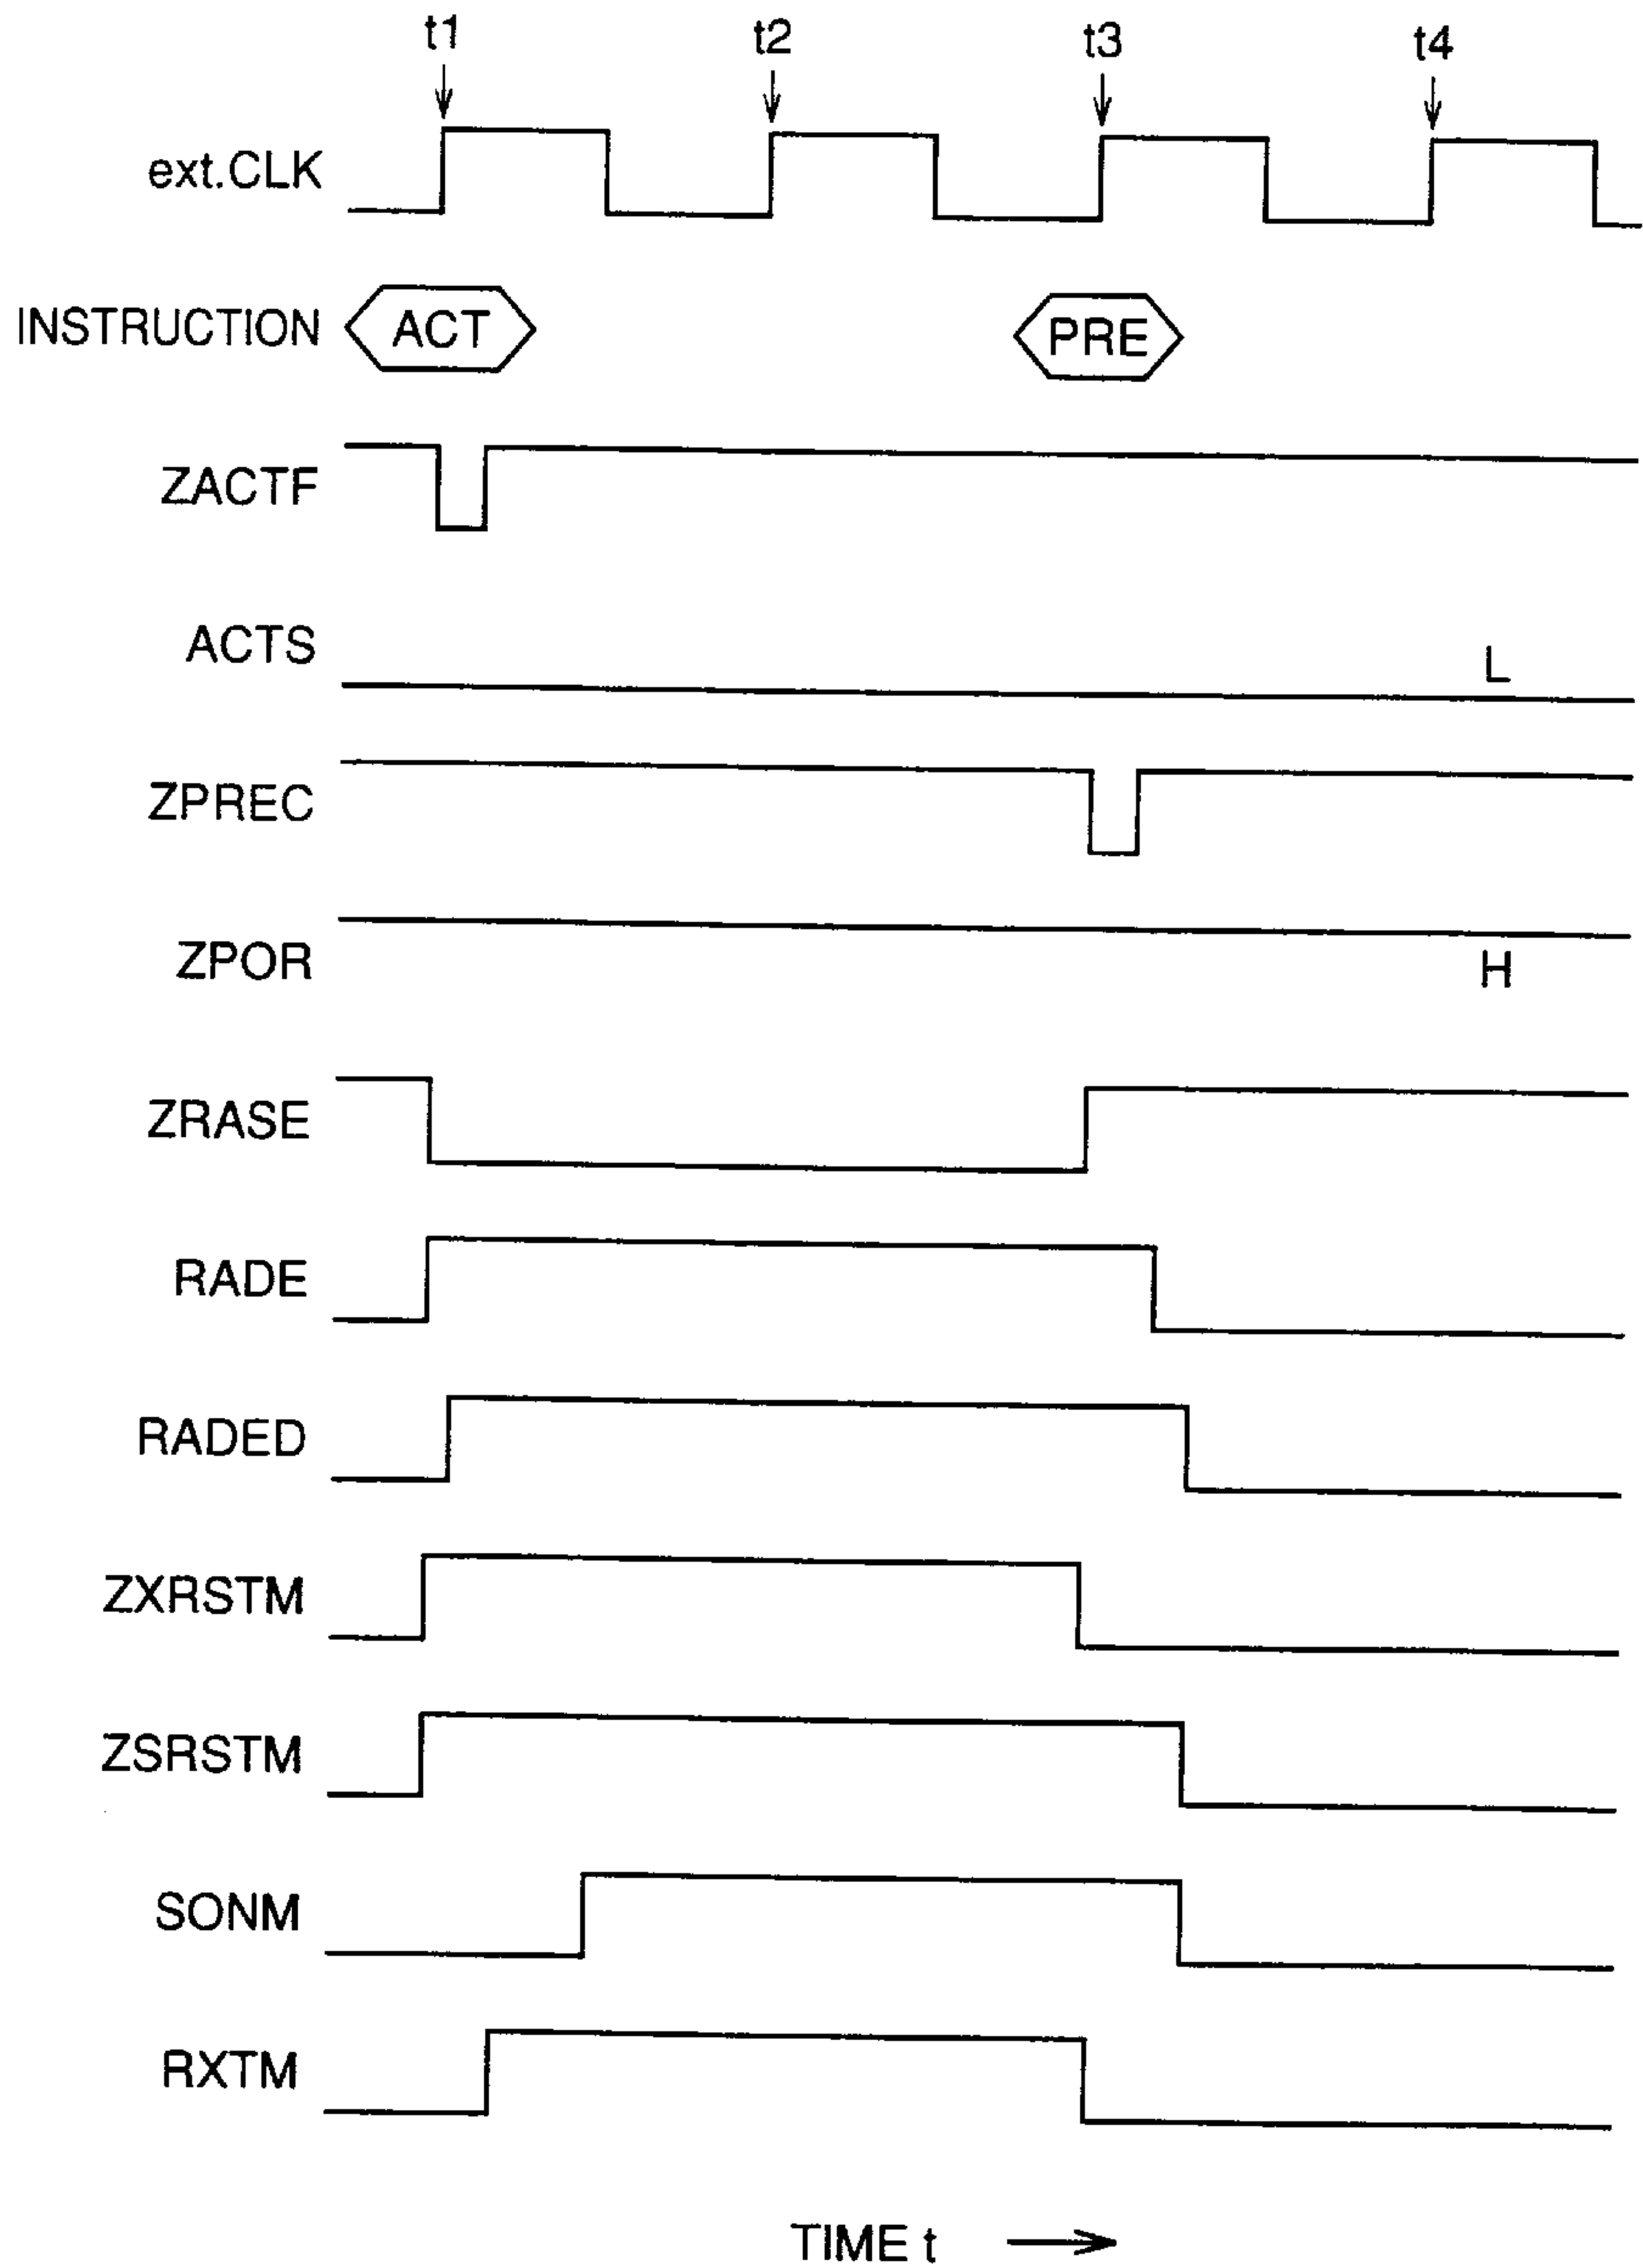 t1 t2 t3 t4
ext.CLK
INSTRUCTION ACT PRE
ZACTF
ACTS L
ZPREC
ZPOR H
ZRASE
RADE
RADED
ZXRSTM
ZSRSTM
SONM
RXTM
TIME t